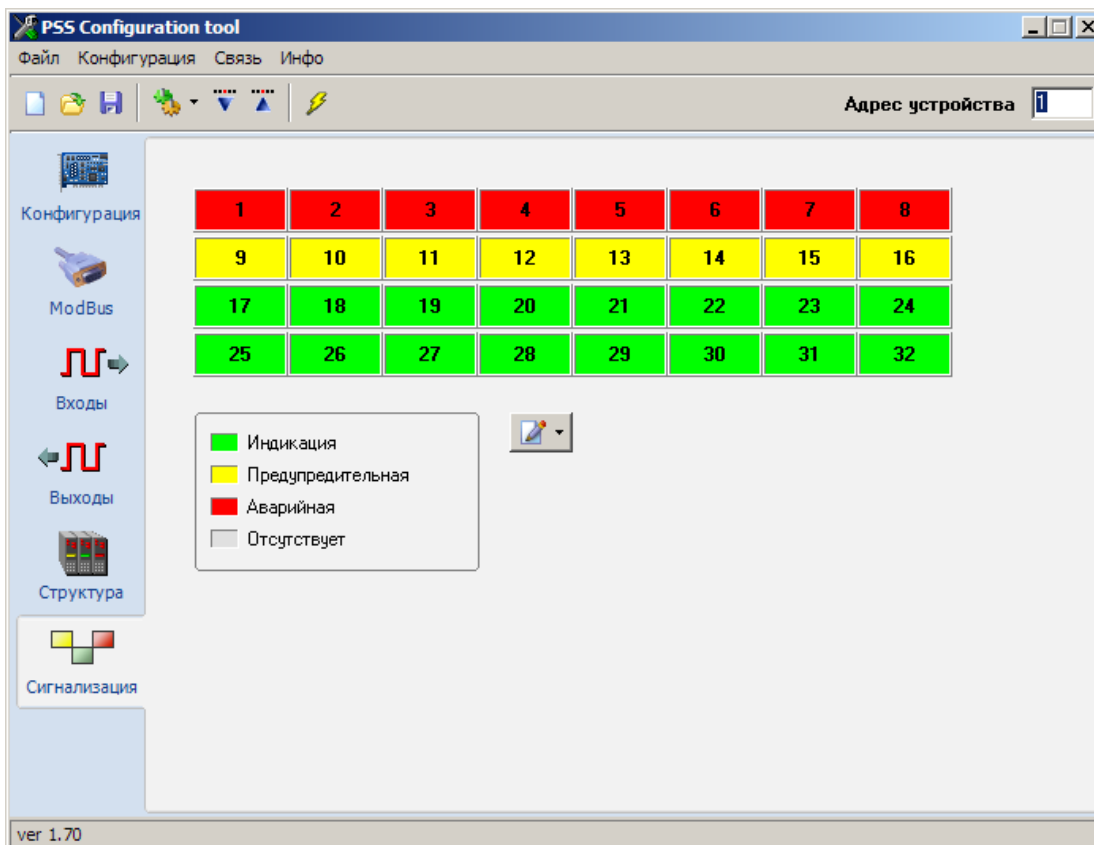 PSS Configuration tool
Файл Конфигурация Связь Инфо
Адрес устройства 1
Конфигурация
ModBus
Входы
Выходы
Структура
Сигнализация
1 2 3 4 5 6 7 8
9 10 11 12 13 14 15 16
17 18 19 20 21 22 23 24
25 26 27 28 29 30 31 32
Индикация
Предупредительная
Аварийная
Отсутствует
ver 1.70